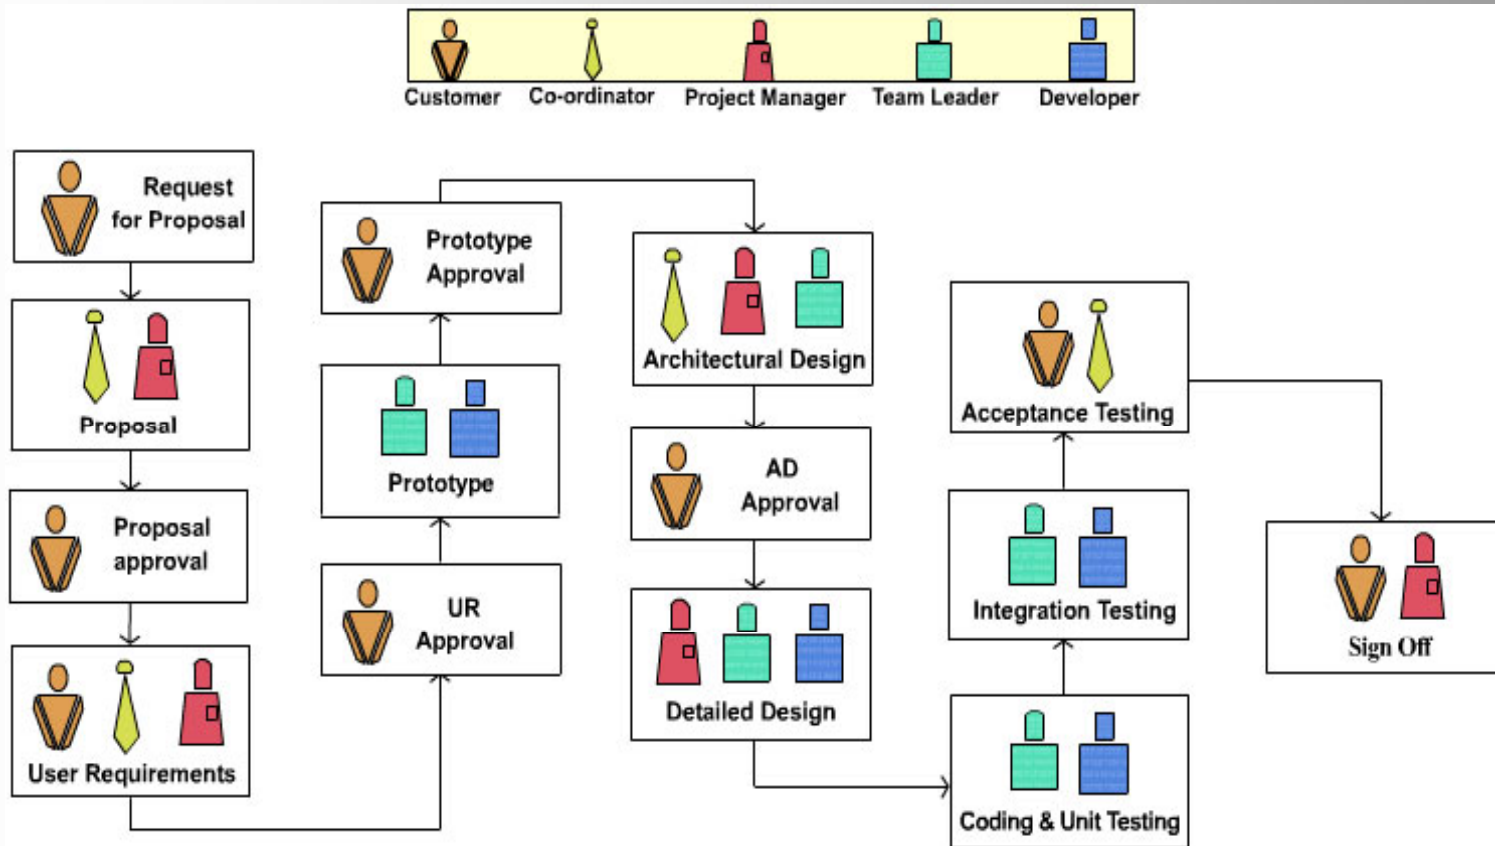 Customer
Co-ordinator
Project Manager
Team Leader
Developer
Request
for Proposal
Proposal
Proposal
approval
User Requirements
UR
Approval
Prototype
Prototype
Approval
Architectural Design
AD
Approval
Detailed Design
Coding & Unit Testing
Integration Testing
Acceptance Testing
Sign Off